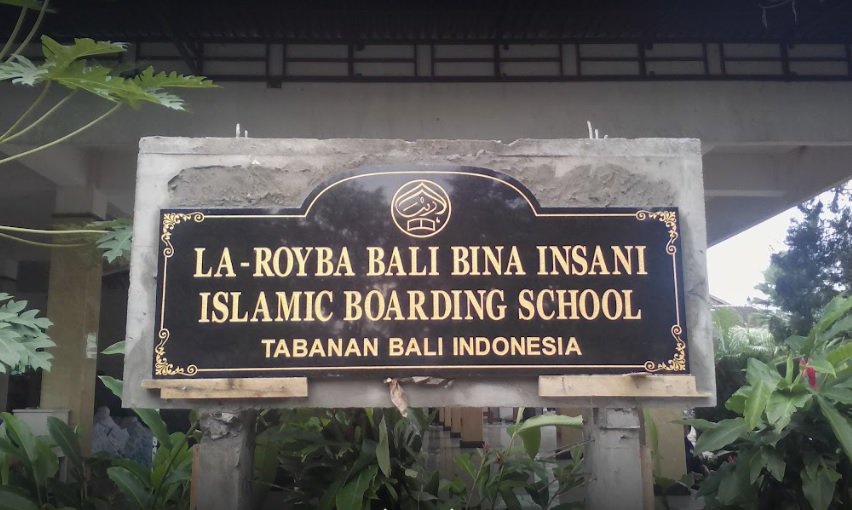 LA-ROYBA BALI BINA INSANI
ISLAMIC BOARDING SCHOOL
TABANAN BALI INDONESIA